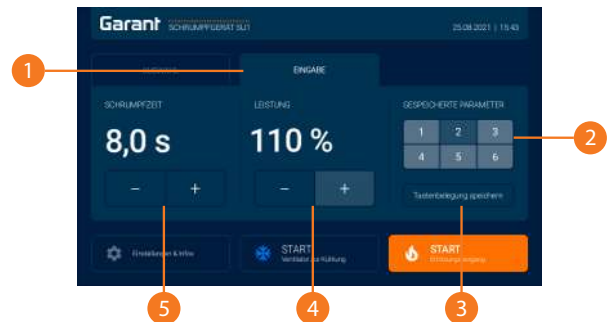 Garant SCHRUMPFGERÄT SU1
25.08.2021 | 15:43
1
EINGABE
SCHRUMPFZEIT
LEISTUNG
GESPEICHERTE PARAMETER
8,0 s
110 %
1 2 3
4 5 6
2
- +
- +
Tastenbelegung speichern
Einstellungen & Infos
START
Ventilator zur Kühlung
START
5
4
3